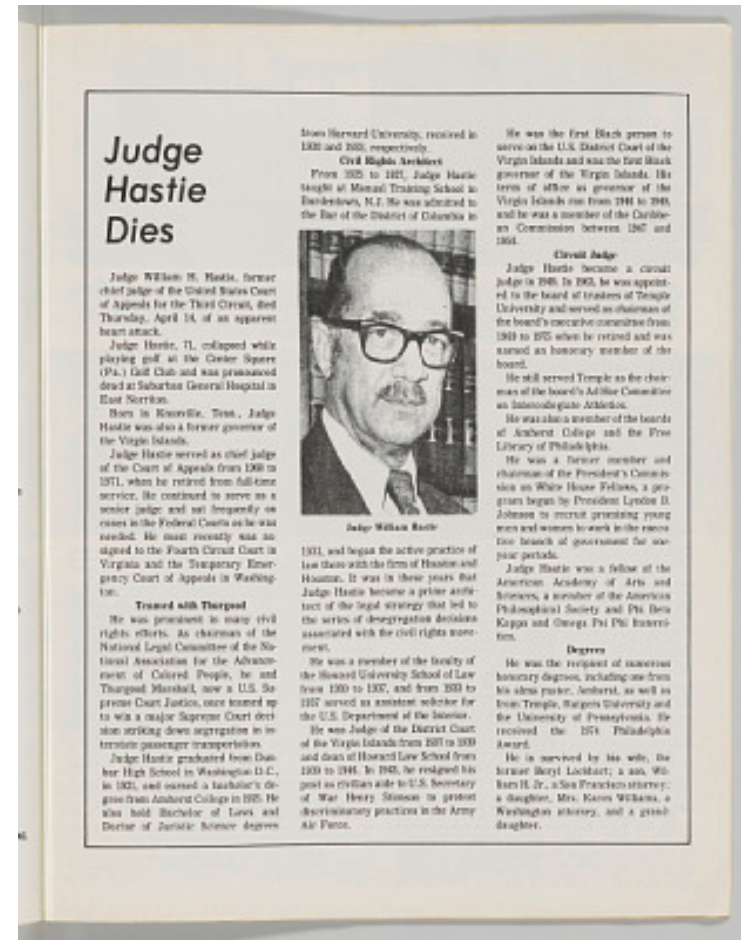 Judge
Hastie
Dies
Judge William H. Hastie, former
chief judge of the United States Court
of Appeals for the Third Circuit, died
Thursday, April 14, of an apparent
heart attack.
Judge Hastie, 71, collapsed while
playing golf at the Center Square
(Pa.) Golf Club and was pronounced
dead at Suburban General Hospital in
East Norriton.
Born in Knoxville, Tenn., Judge
Hastie was also a former governor of
the Virgin Islands.
Judge Hastie served as chief judge
of the Court of Appeals from 1968 to
1971, when he retired from full-time
service. He continued to serve as a
senior judge and sat frequently on
cases in the Federal Courts as he was
needed. He most recently was as-
signed to the Fourth Circuit Court in
Virginia and the Temporary Emer-
gency Court of Appeals in Washing-
ton.
Teamed with Thurgood
He was prominent in many civil
rights efforts. As chairman of the
National Legal Committee of the Na-
tional Association for the Advance-
ment of Colored People, he and
Thurgood Marshall, now a U.S. Su-
preme Court Justice, once teamed up
to win a major Supreme Court deci-
sion striking down segregation in in-
terstate passenger transportation.
Judge Hastie graduated from Dun-
bar High School in Washington D.C.,
in 1921, and earned a bachelor's de-
gree from Amherst College in 1925. He
also held Bachelor of Laws and
Doctor of Juristic Science degrees
from Harvard University, received in
1930 and 1933, respectively.
Civil Rights Architect
From 1925 to 1927, Judge Hastie
taught at Manual Training School in
Bordentown, N.J. He was admitted to
the Bar of the District of Columbia in
Judge William Hastie
1931, and began the active practice of
law there with the firm of Houston and
Houston. It was in these years that
Judge Hastie became a prime archi-
tect of the legal strategy that led to
the series of desegregation decisions
associated with the civil rights move-
ment.
He was a member of the faculty of
the Howard University School of Law
from 1930 to 1937, and from 1933 to
1937 served as assistant solicitor for
the U.S. Department of the Interior.
He was Judge of the District Court
of the Virgin Islands from 1937 to 1939
and dean of Howard Law School from
1939 to 1946. In 1943, he resigned his
post as civilian aide to U.S. Secretary
of War Henry Stimson to protest
discriminatory practices in the Army
Air Force.
He was the first Black person to
serve on the U.S. District Court of the
Virgin Islands and was the first Black
governor of the Virgin Islands. His
term of office as governor of the
Virgin Islands ran from 1946 to 1949,
and he was a member of the Caribbe-
an Commission between 1947 and
1954.
Circuit Judge
Judge Hastie became a circuit
judge in 1949. In 1962, he was appoint-
ed to the board of trustees of Temple
University and served as chairman of
the board's executive committee from
1969 to 1975 when he retired and was
named an honorary member of the
board.
He still served Temple as the chair-
man of the board's Ad Hoc Committee
on Intercollegiate Athletics.
He was also a member of the boards
of Amherst College and the Free
Library of Philadelphia.
He was a former member and
chairman of the President's Commis-
sion on White House Fellows, a pro-
gram begun by President Lyndon B.
Johnson to recruit promising young
men and women to work in the execu-
tive branch of government for one-
year periods.
Judge Hastie was a fellow of the
American Academy of Arts and
Sciences, a member of the American
Philosophical Society and Phi Beta
Kappa and Omega Psi Phi fraterni-
ties.
Degrees
He was the recipient of numerous
honorary degrees, including one from
his alma mater, Amherst, as well as
from Temple, Rutgers University and
the University of Pennsylvania. He
received the 1974 Philadelphia
Award.
He is survived by his wife, the
former Beryl Lockhart; a son, Wil-
liam H. Jr., a San Francisco attorney;
a daughter, Mrs. Karen Williams, a
Washington attorney, and a grand-
daughter.